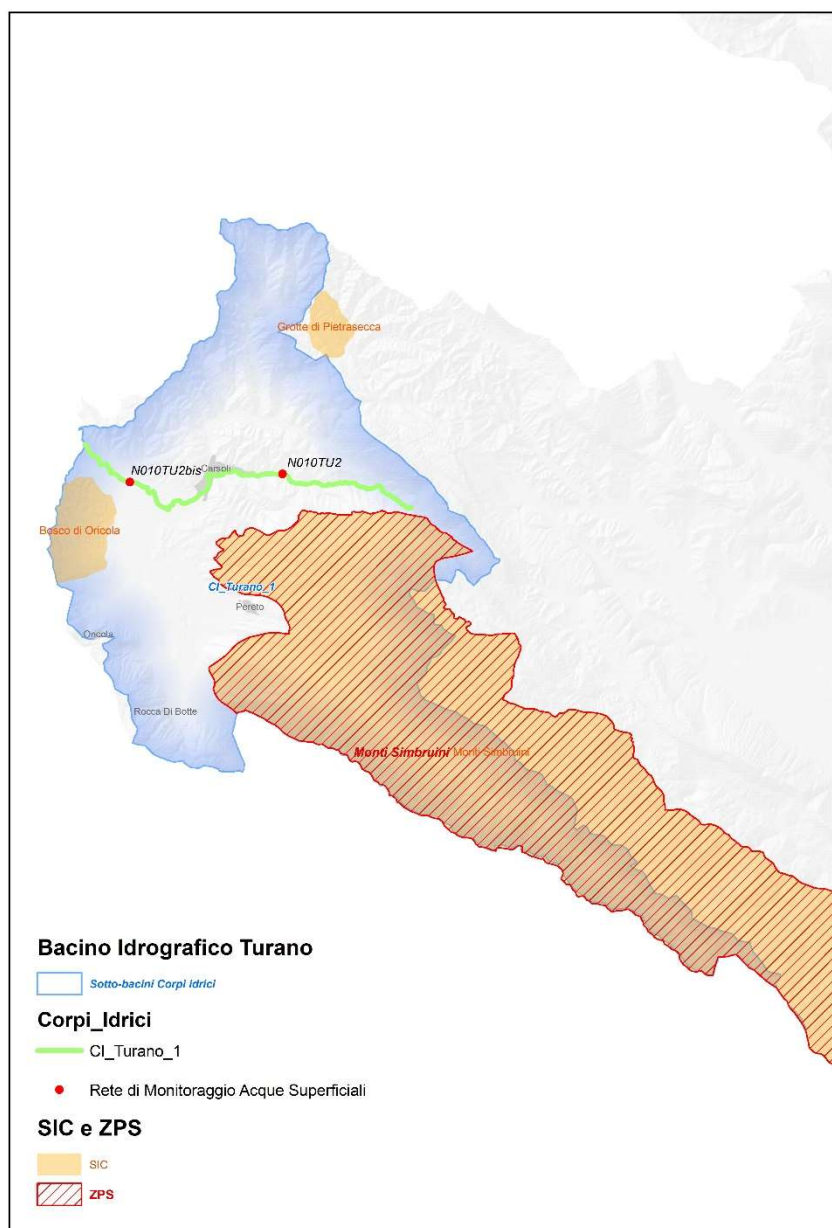 Grotte di Pietrasecca
N010TU2bis
Carsoli
N010TU2
Bosco di Oricola
CI_Turano_1
Pereto
Oricola
Rocca Di Botte
Monti Simbruini
Monti Simbruini
Bacino Idrografico Turano
Sotto-bacini Corpi Idrici
Corpi_Idrici
CI_Turano_1
Rete di Monitoraggio Acque Superficiali
SIC e ZPS
SIC
ZPS